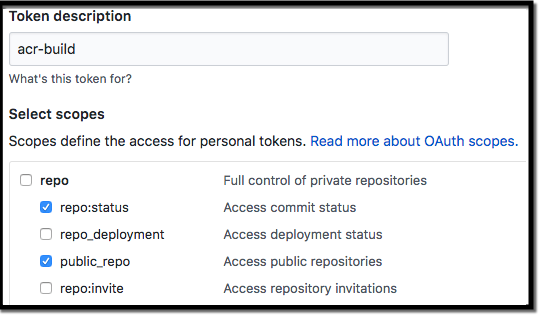 Token description
acr-build
What's this token for?
Select scopes
Scopes define the access for personal tokens. Read more about OAuth scopes.
repo Full control of private repositories
repo:status Access commit status
repo_deployment Access deployment status
public_repo Access public repositories
repo:invite Access repository invitations